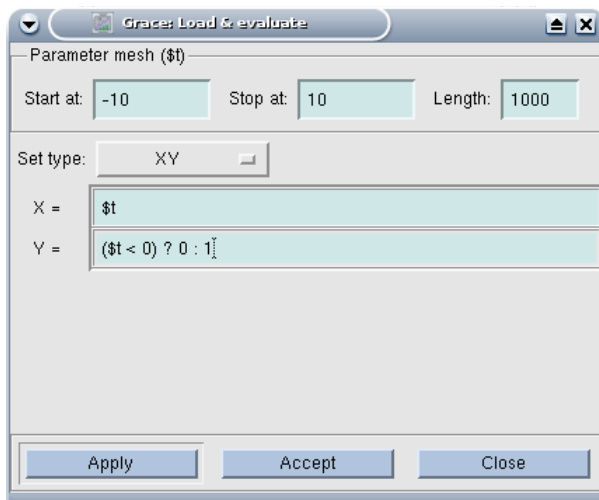 Grace: Load & evaluate
Parameter mesh ($t)
Start at: -10 Stop at: 10 Length: 1000
Set type: XY
X = $t
Y = ($t < 0) ? 0 : 1
Apply Accept Close